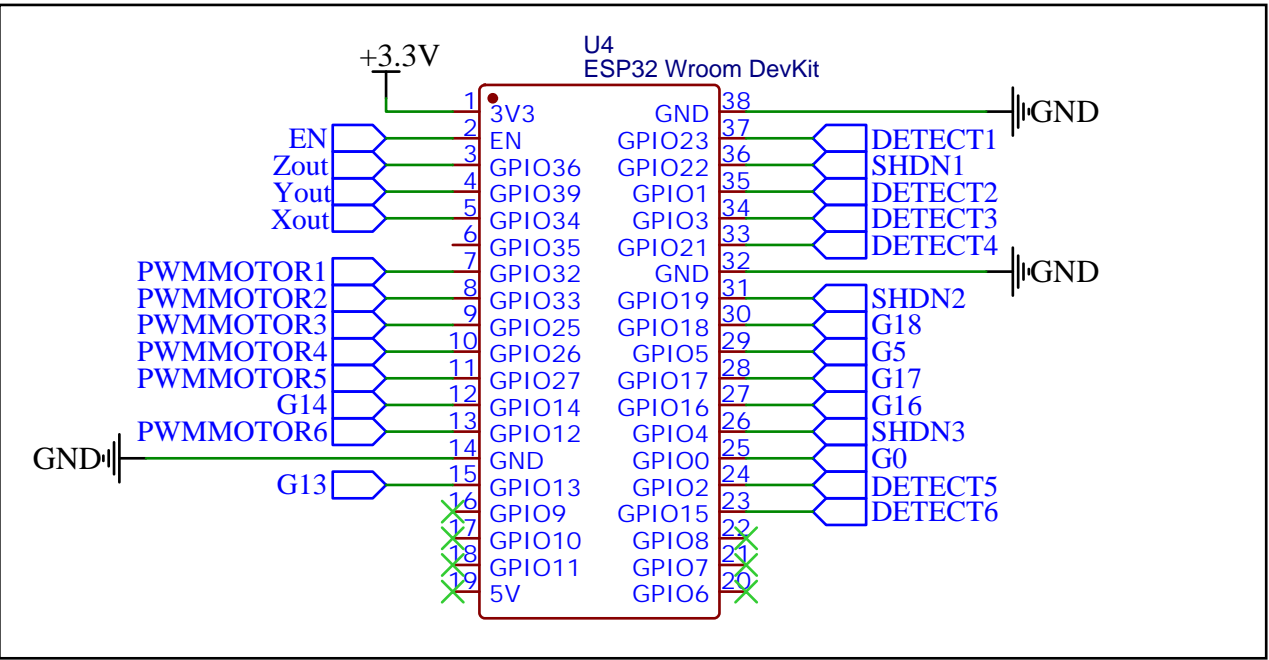 U4
ESP32 Wroom DevKit
+3.3V
1 3V3 GND 38 GND
EN 2 EN GPIO23 37 DETECT1
Zout 3 GPIO36 GPIO22 36 SHDN1
Yout 4 GPIO39 GPIO1 35 DETECT2
Xout 5 GPIO34 GPIO3 34 DETECT3
6 GPIO35 GPIO21 33 DETECT4
PWMMOTOR1 7 GPIO32 GND 32 GND
PWMMOTOR2 8 GPIO33 GPIO19 31 SHDN2
PWMMOTOR3 9 GPIO25 GPIO18 30 G18
PWMMOTOR4 10 GPIO26 GPIO5 29 G5
PWMMOTOR5 11 GPIO27 GPIO17 28 G17
G14 12 GPIO14 GPIO16 27 G16
PWMMOTOR6 13 GPIO12 GPIO4 26 SHDN3
GND 14 GND GPIO0 25 G0
G13 15 GPIO13 GPIO2 24 DETECT5
16 GPIO9 GPIO15 23 DETECT6
17 GPIO10 GPIO8 22
18 GPIO11 GPIO7 21
19 5V GPIO6 20